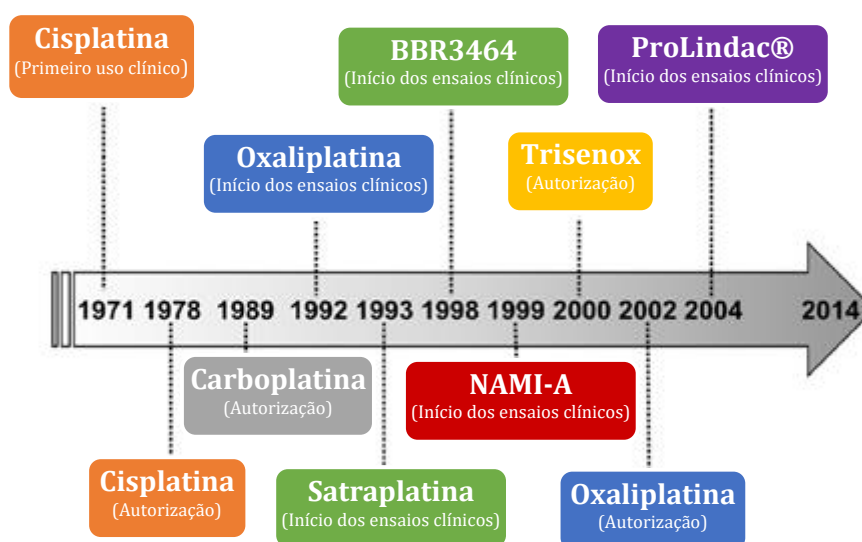 Cisplatina
(Primeiro uso clínico)
BBR3464
(Início dos ensaios clínicos)
ProLindac®
(Início dos ensaios clínicos)
Oxaliplatina
(Início dos ensaios clínicos)
Trisenox
(Autorização)
1971 1978 1989 1992 1993 1998 1999 2000 2002 2004 2014
Carboplatina
(Autorização)
NAMI-A
(Início dos ensaios clínicos)
Cisplatina
(Autorização)
Satraplatina
(Início dos ensaios clínicos)
Oxaliplatina
(Autorização)